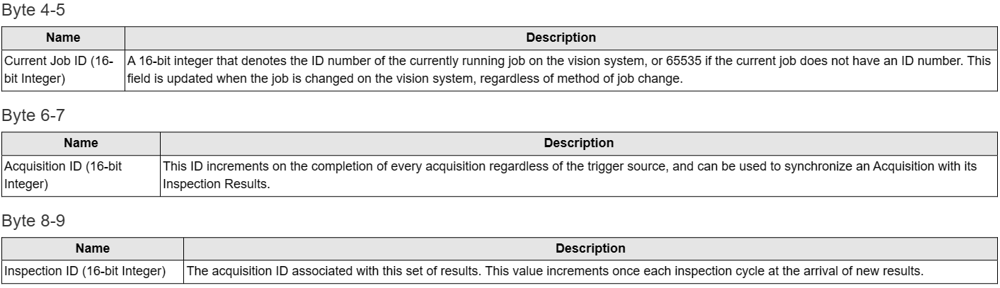 Byte 4-5
Name
Description
Current Job ID (16-
bit Integer)
A 16-bit integer that denotes the ID number of the currently running job on the vision system, or 65535 if the current job does not have an ID number. This
field is updated when the job is changed on the vision system, regardless of method of job change.
Byte 6-7
Name
Description
Acquisition ID (16-bit
Integer)
This ID increments on the completion of every acquisition regardless of the trigger source, and can be used to synchronize an Acquisition with its
Inspection Results.
Byte 8-9
Name
Description
Inspection ID (16-bit Integer)
The acquisition ID associated with this set of results. This value increments once each inspection cycle at the arrival of new results.